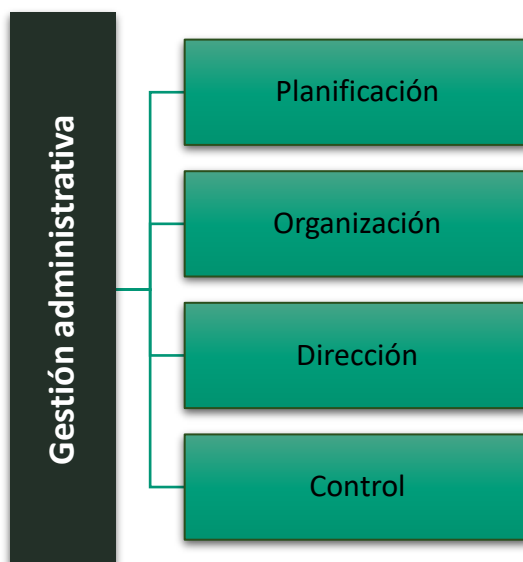 Gestión administrativa
Planificación
Organización
Dirección
Control